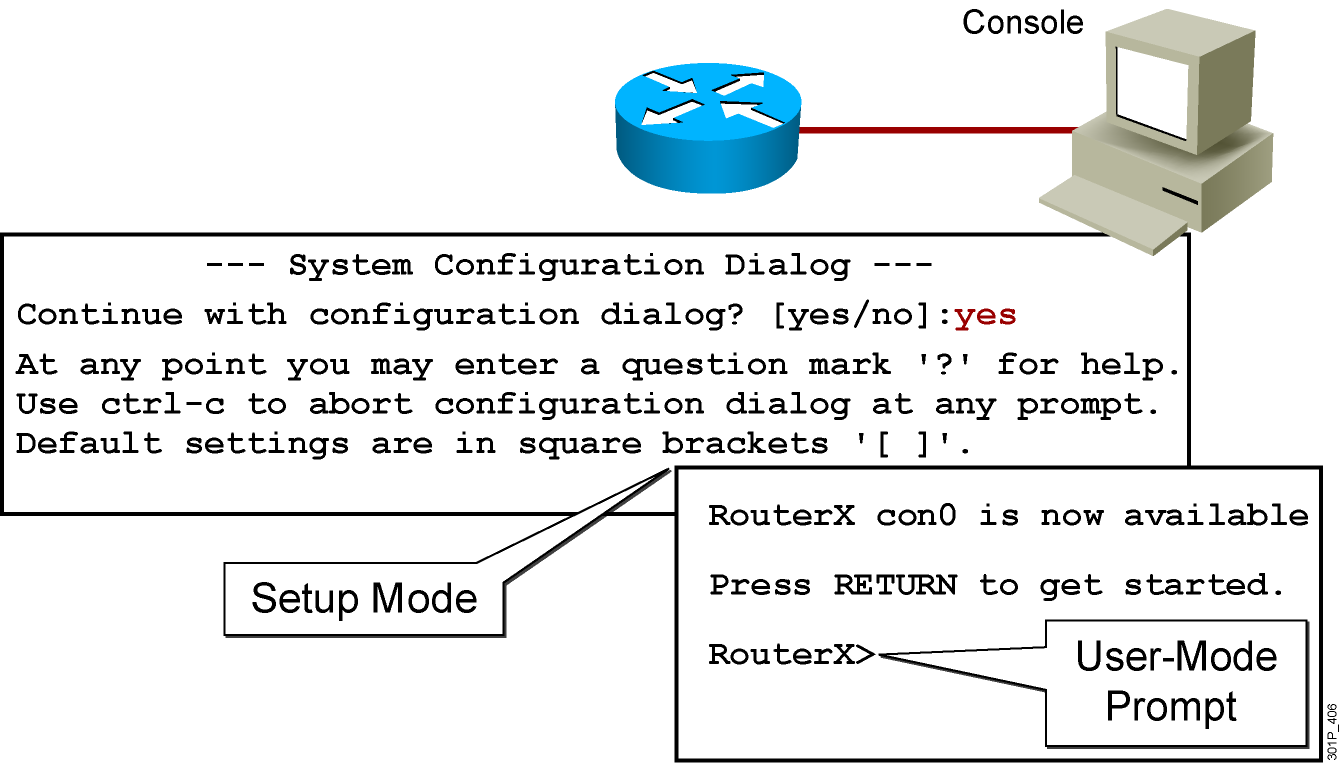 Console
--- System Configuration Dialog ---
Continue with configuration dialog? [yes/no]:yes
At any point you may enter a question mark '?' for help.
Use ctrl-c to abort configuration dialog at any prompt.
Default settings are in square brackets '[ ]'.
Setup Mode
RouterX con0 is now available
Press RETURN to get started.
RouterX>
User-Mode
Prompt
301P_406